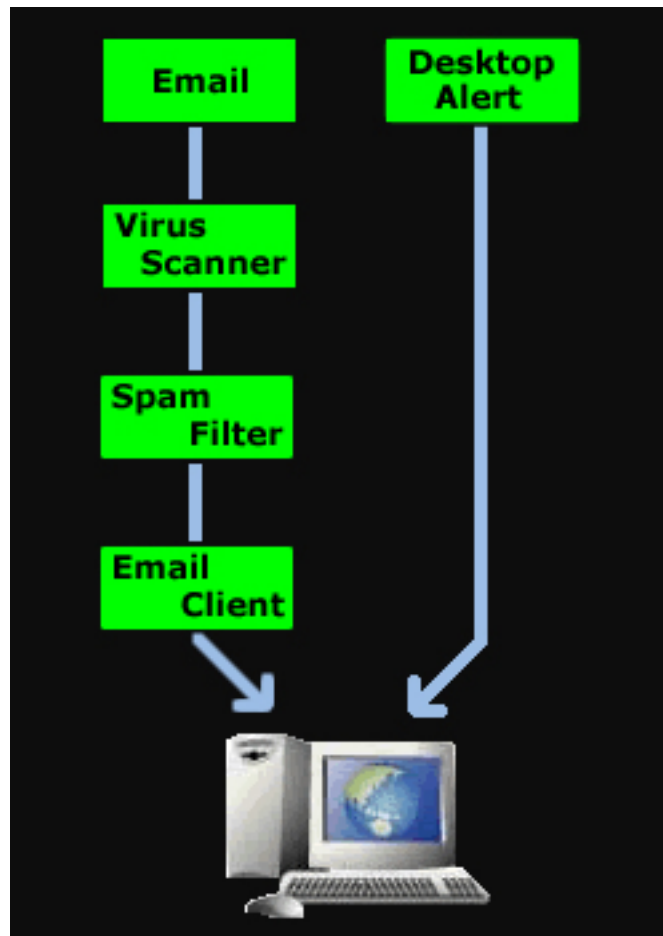 Email
Desktop
Alert
Virus
Scanner
Spam
Filter
Email
Client